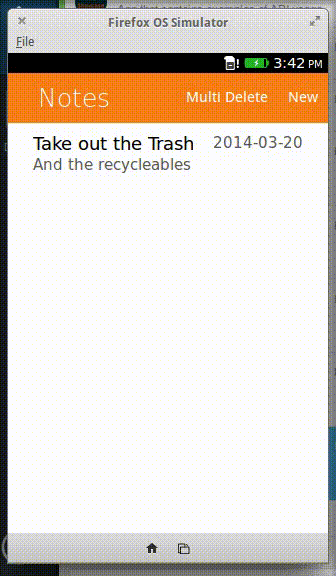 Firefox OS Simulator
File
3:42 PM
Notes Multi Delete New
Take out the Trash 2014-03-20
And the recycleables